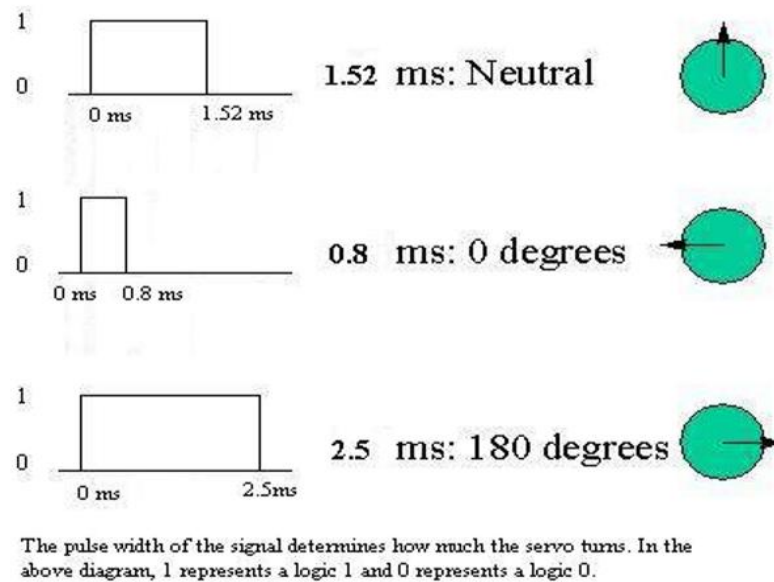 1
0
0 ms
1.52 ms
1.52 ms: Neutral
1
0
0 ms
0.8 ms
0.8 ms: 0 degrees
1
0
0 ms
2.5ms
2.5 ms: 180 degrees
The pulse width of the signal determines how much the servo turns. In the
above diagram, 1 represents a logic 1 and 0 represents a logic 0.